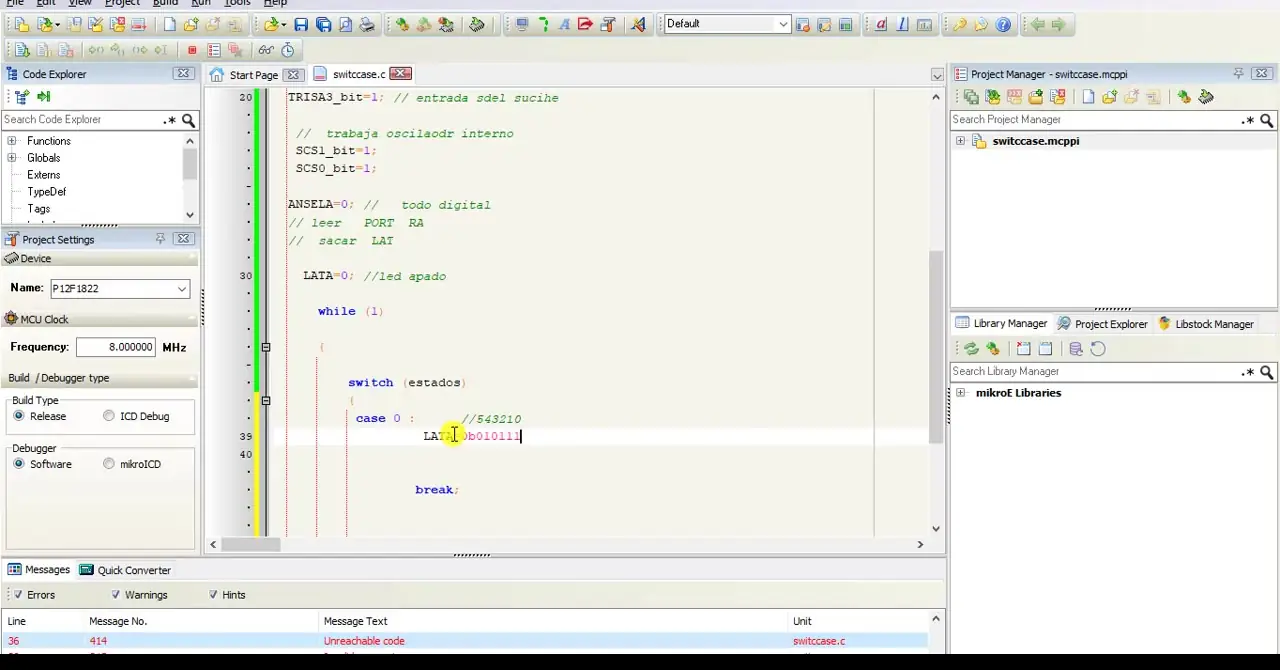 File Edit View Project Build Run Tools Help
Default
Code Explorer
Start Page
switccase.c
Project Manager - switccase.mcppi
Search Code Explorer
.*
Search Project Manager
.*
Functions
Globals
Externs
TypeDef
Tags
switccase.mcppi
Project Settings
Device
Name: P12F1822
MCU Clock
Frequency: 8.000000 MHz
Build / Debugger type
Build Type
Release
ICD Debug
Debugger
Software
mikroICD
20 TRISA3_bit=1; // entrada sdel sucihe
// trabaja oscilaodr interno
SCS1_bit=1;
SCS0_bit=1;
ANSELA=0; // todo digital
// leer PORT RA
// sacar LAT
30 LATA=0; //led apado
while (1)
{
switch (estados)
{
case 0 : //543210
39 LATA 0b010111
40
break;
Library Manager
Project Explorer
Libstock Manager
Search Library Manager
.*
mikroE Libraries
Messages
Quick Converter
Errors
Warnings
Hints
Line Message No. Message Text Unit
36 414 Unreachable code switccase.c